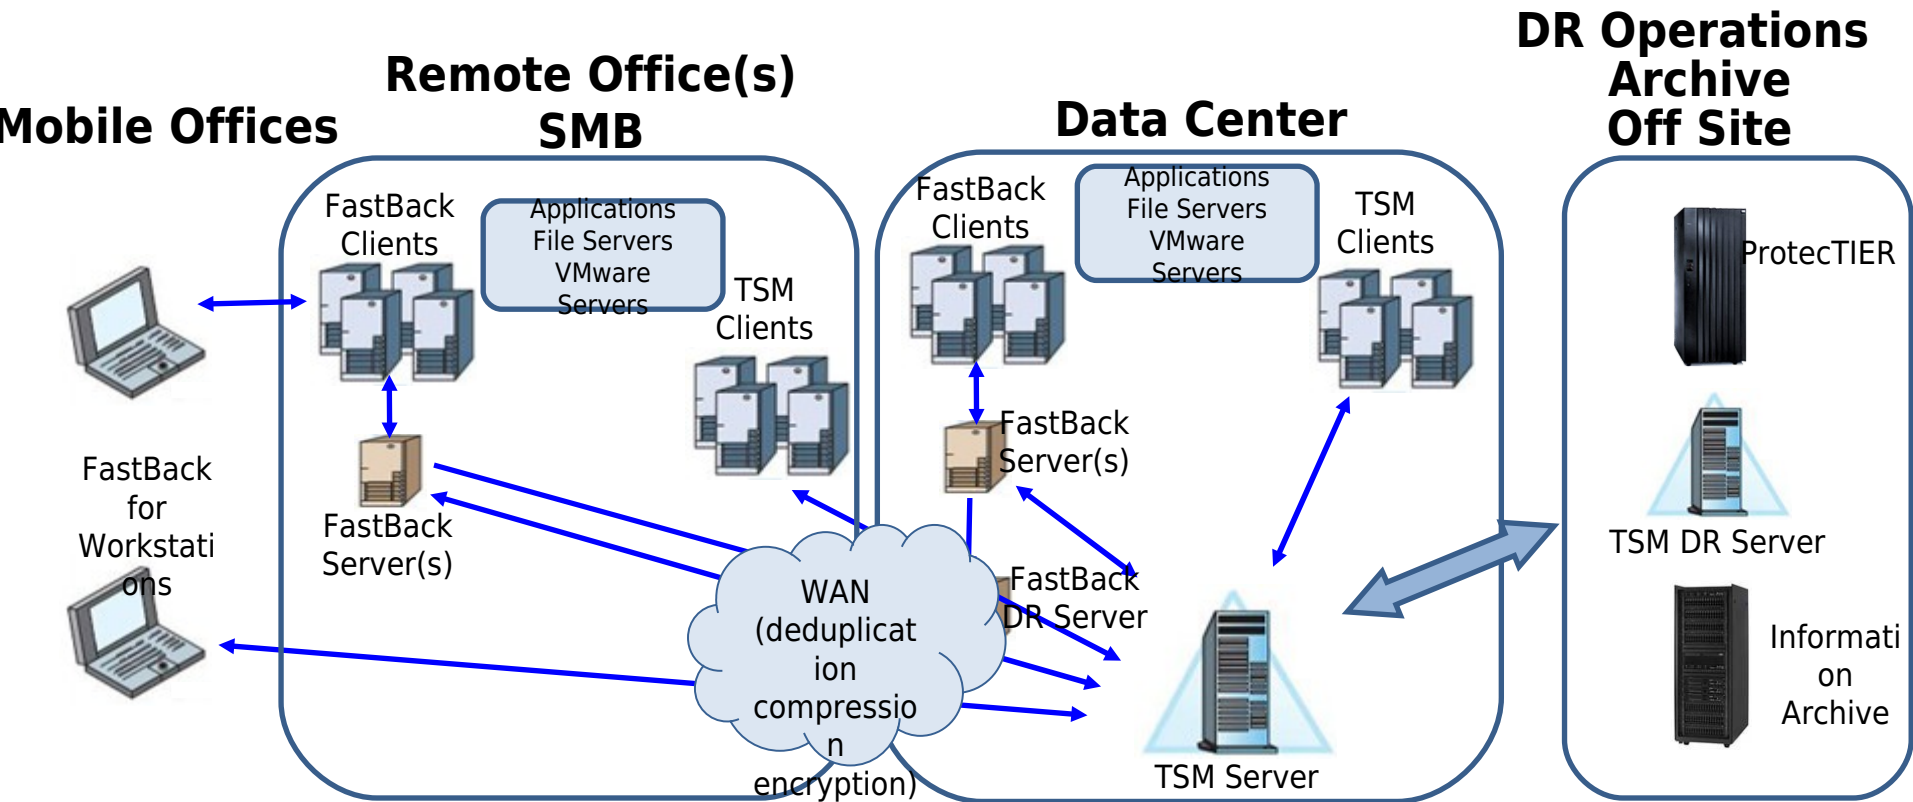 Mobile Offices
Remote Office(s)
SMB
Data Center
DR Operations
Archive
Off Site
FastBack
for
Workstati
ons
FastBack
Clients
Applications
File Servers
VMware
Servers
TSM
Clients
FastBack
Server(s)
WAN
(deduplicat
ion
compressio
n
encryption)
FastBack
Clients
Applications
File Servers
VMware
Servers
TSM
Clients
FastBack
Server(s)
FastBack
DR Server
TSM Server
ProtecTIER
TSM DR Server
Informati
on
Archive